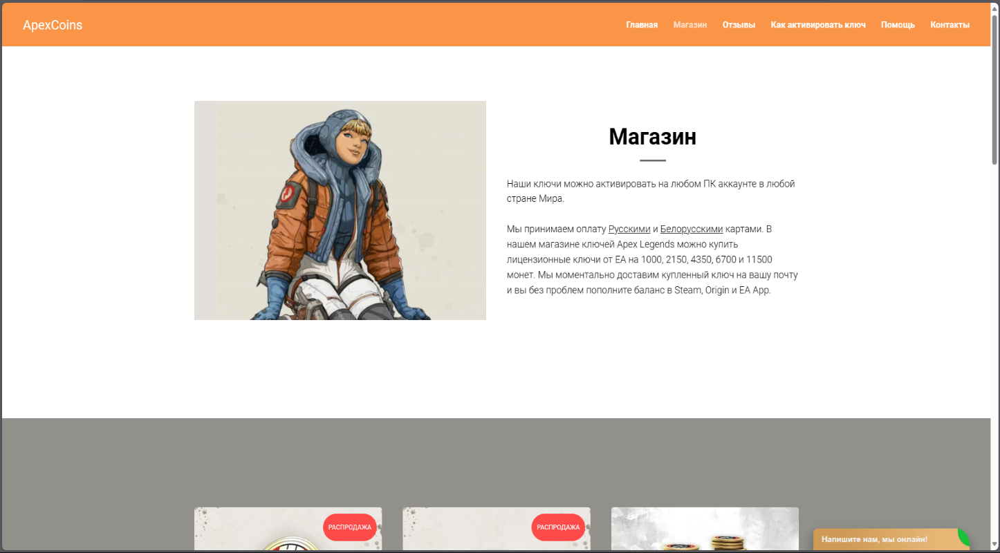 ApexCoins
Главная Магазин Отзывы Как активировать ключ Помощь Контакты
Магазин
Наши ключи можно активировать на любом ПК аккаунте в любой
стране Мира.
Мы принимаем оплату Русскими и Белорусскими картами. В
нашем магазине ключей Apex Legends можно купить
лицензионные ключи от EA на 1000, 2150, 4350, 6700 и 11500
монет. Мы моментально доставим купленный ключ на вашу почту
и вы без проблем пополните баланс в Steam, Origin и EA App.
РАСПРОДАЖА
РАСПРОДАЖА
Напишите нам, мы онлайн!